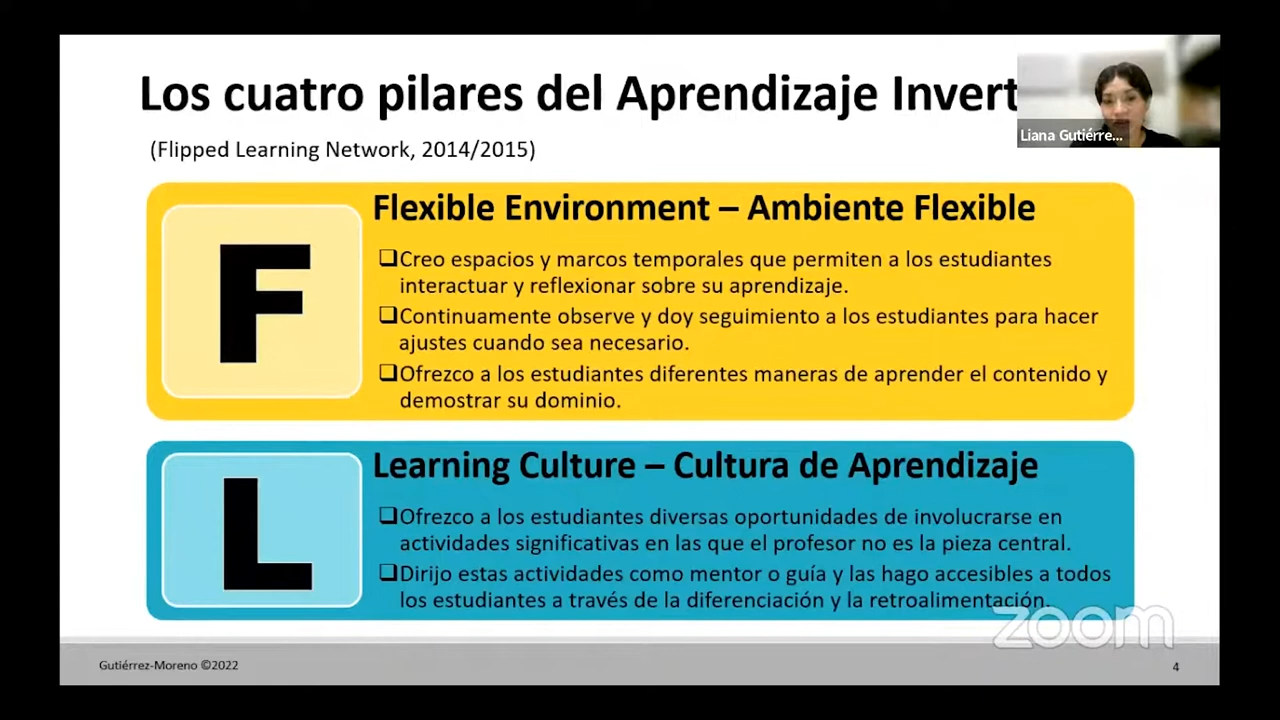 Los cuatro pilares del Aprendizaje Invert
(Flipped Learning Network, 2014/2015)
Liana Gutiérre...
F
Flexible Environment – Ambiente Flexible
❑Creo espacios y marcos temporales que permiten a los estudiantes
interactuar y reflexionar sobre su aprendizaje.
❑Continuamente observe y doy seguimiento a los estudiantes para hacer
ajustes cuando sea necesario.
❑Ofrezco a los estudiantes diferentes maneras de aprender el contenido y
demostrar su dominio.
L
Learning Culture – Cultura de Aprendizaje
❑Ofrezco a los estudiantes diversas oportunidades de involucrarse en
actividades significativas en las que el profesor no es la pieza central.
❑Dirijo estas actividades como mentor o guía y las hago accesibles a todos
los estudiantes a través de la diferenciación y la retroalimentación.
zoom
Gutiérrez-Moreno ©2022
4